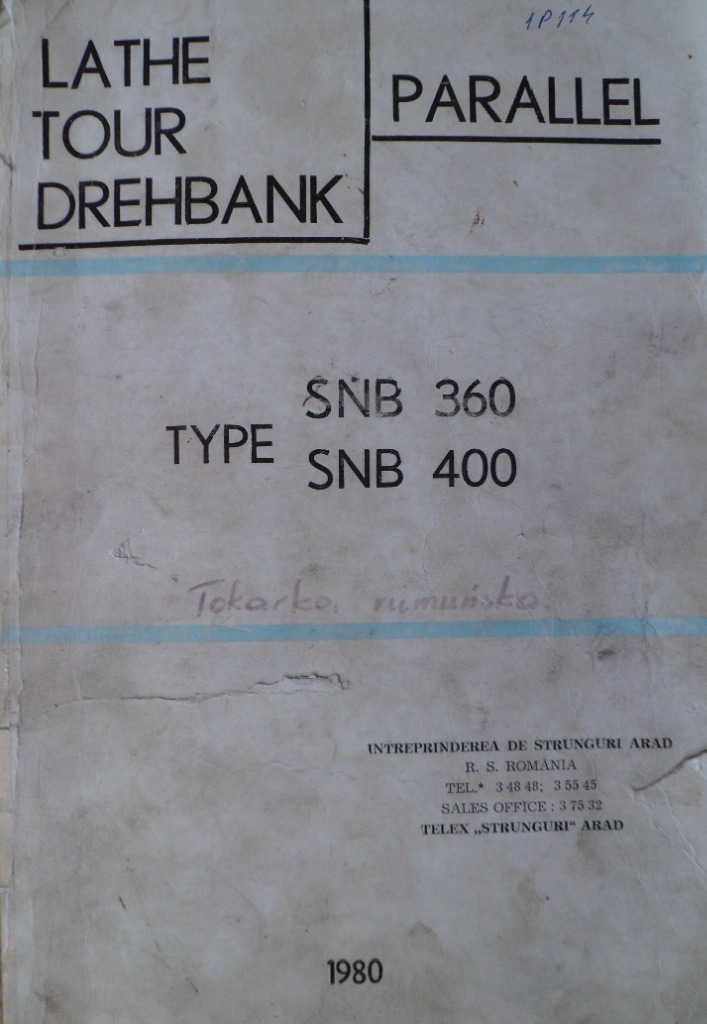 1P114
LATHE
TOUR
DREHBANK
PARALLEL
TYPE
SNB 360
SNB 400
Tokarka rumuńska.
INTREPRINDEREA DE STRUNGURI ARAD
R. S. ROMÂNIA
TEL.* 3 48 48; 3 55 45
SALES OFFICE : 3 75 32
TELEX „STRUNGURI“ ARAD
1980